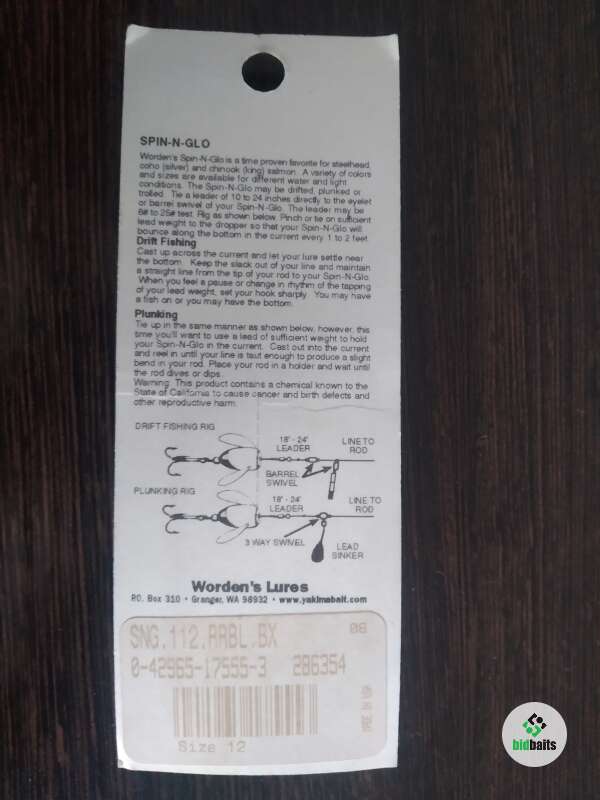 SPIN-N-GLO
Worden's Spin-N-Glo is a time proven favorite for steelhead,
coho (silver) and chinook (king) salmon. A variety of colors
and sizes are available for different water and light
conditions. The Spin-N-Glo may be drifted, plunked or
trolled. Tie a leader of 10 to 24 inches directly to the eyelet
or barrel swivel of your Spin-N-Glo. The leader may be
8# to 25# test. Rig as shown below. Pinch or tie on sufficient
lead weight to the dropper so that your Spin-N-Glo will
bounce along the bottom in the current every 1 to 2 feet.
Drift Fishing
Cast up across the current and let your lure settle near
the bottom. Keep the slack out of your line and maintain
a straight line from the tip of your rod to your Spin-N-Glo.
When you feel a pause or change in rhythm of the tapping
of your lead weight, set your hook sharply. You may have
a fish on or you may have the bottom.
Plunking
Tie up in the same manner as shown below, however, this
time you'll want to use a lead of sufficient weight to hold
your Spin-N-Glo in the current. Cast out into the current
and reel in until your line is taut enough to produce a slight
bend in your rod. Place your rod in a holder and wait until
the rod dives or dips.
Warning: This product contains a chemical known to the
State of California to cause cancer and birth defects and
other reproductive harm.
DRIFT FISHING RIG
18" - 24"
LEADER
LINE TO
ROD
BARREL
SWIVEL
PLUNKING RIG
18" - 24"
LEADER
LINE TO
ROD
3 WAY SWIVEL
LEAD
SINKER
Worden's Lures
P.O. Box 310 • Granger, WA 98932 • www.yakimabait.com
SNG.112.RRBL.BX
0-42965-17555-3 286354
Size 12
MADE IN USA
bidbaits